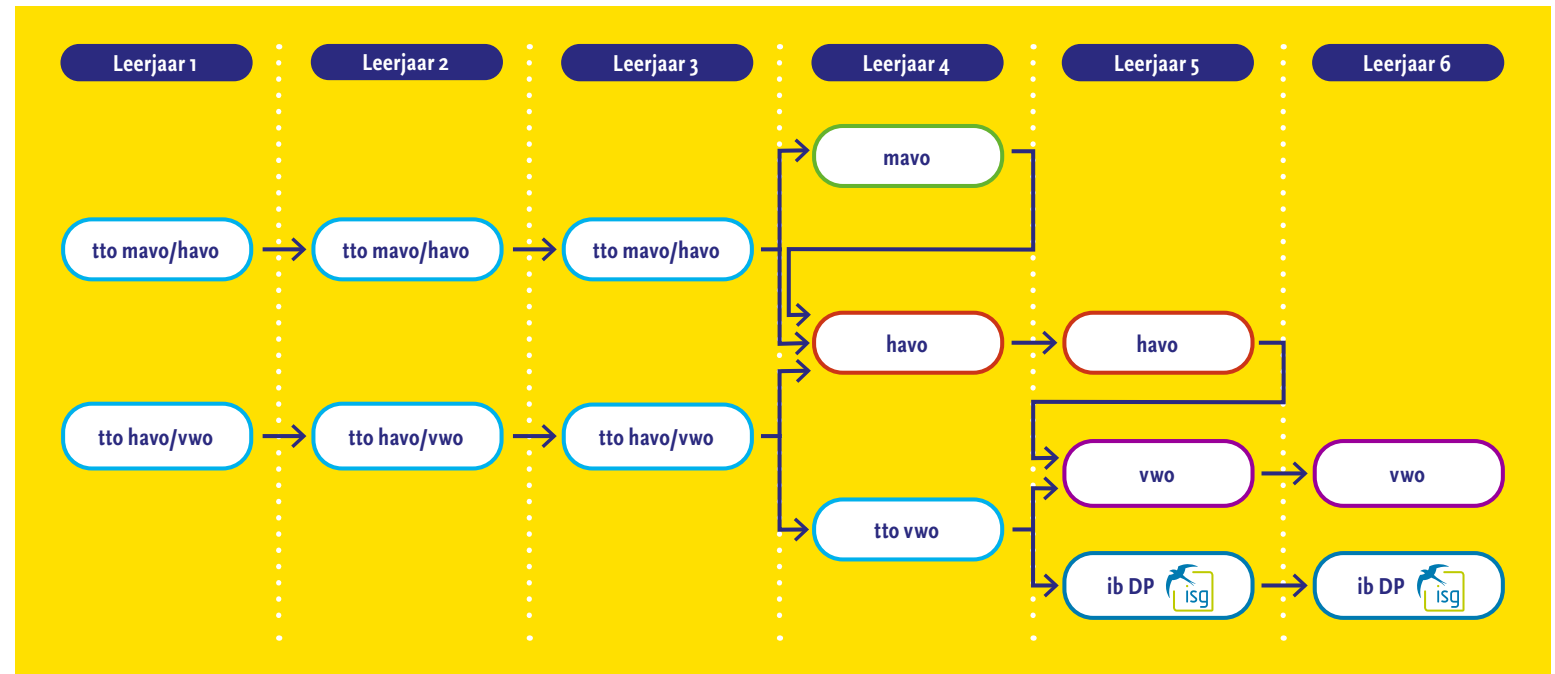 Leerjaar 1
Leerjaar 2
Leerjaar 3
Leerjaar 4
Leerjaar 5
Leerjaar 6
mavo
tto mavo/havo
tto mavo/havo
tto mavo/havo
havo
havo
tto havo/vwo
tto havo/vwo
tto havo/vwo
vwo
vwo
tto vwo
ib DP isg
ib DP isg